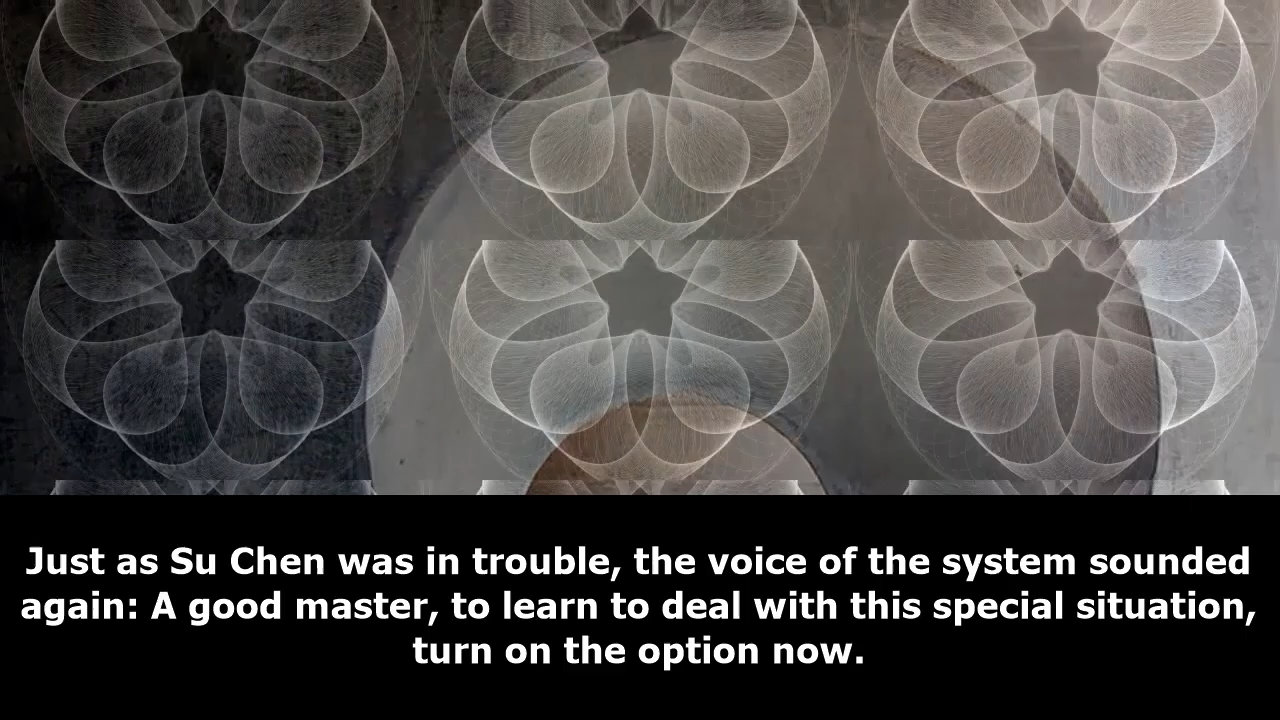 Just as Su Chen was in trouble, the voice of the system sounded
again: A good master, to learn to deal with this special situation,
turn on the option now.